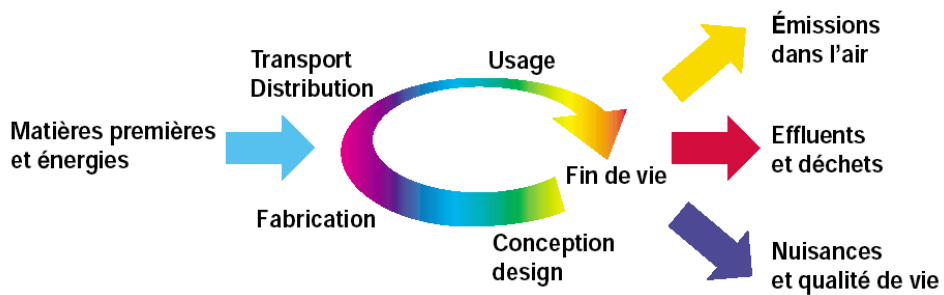 Matières premières
et énergies
Transport
Distribution
Usage
Fabrication
Conception
design
Fin de vie
Émissions
dans l'air
Effluents
et déchets
Nuisances
et qualité de vie